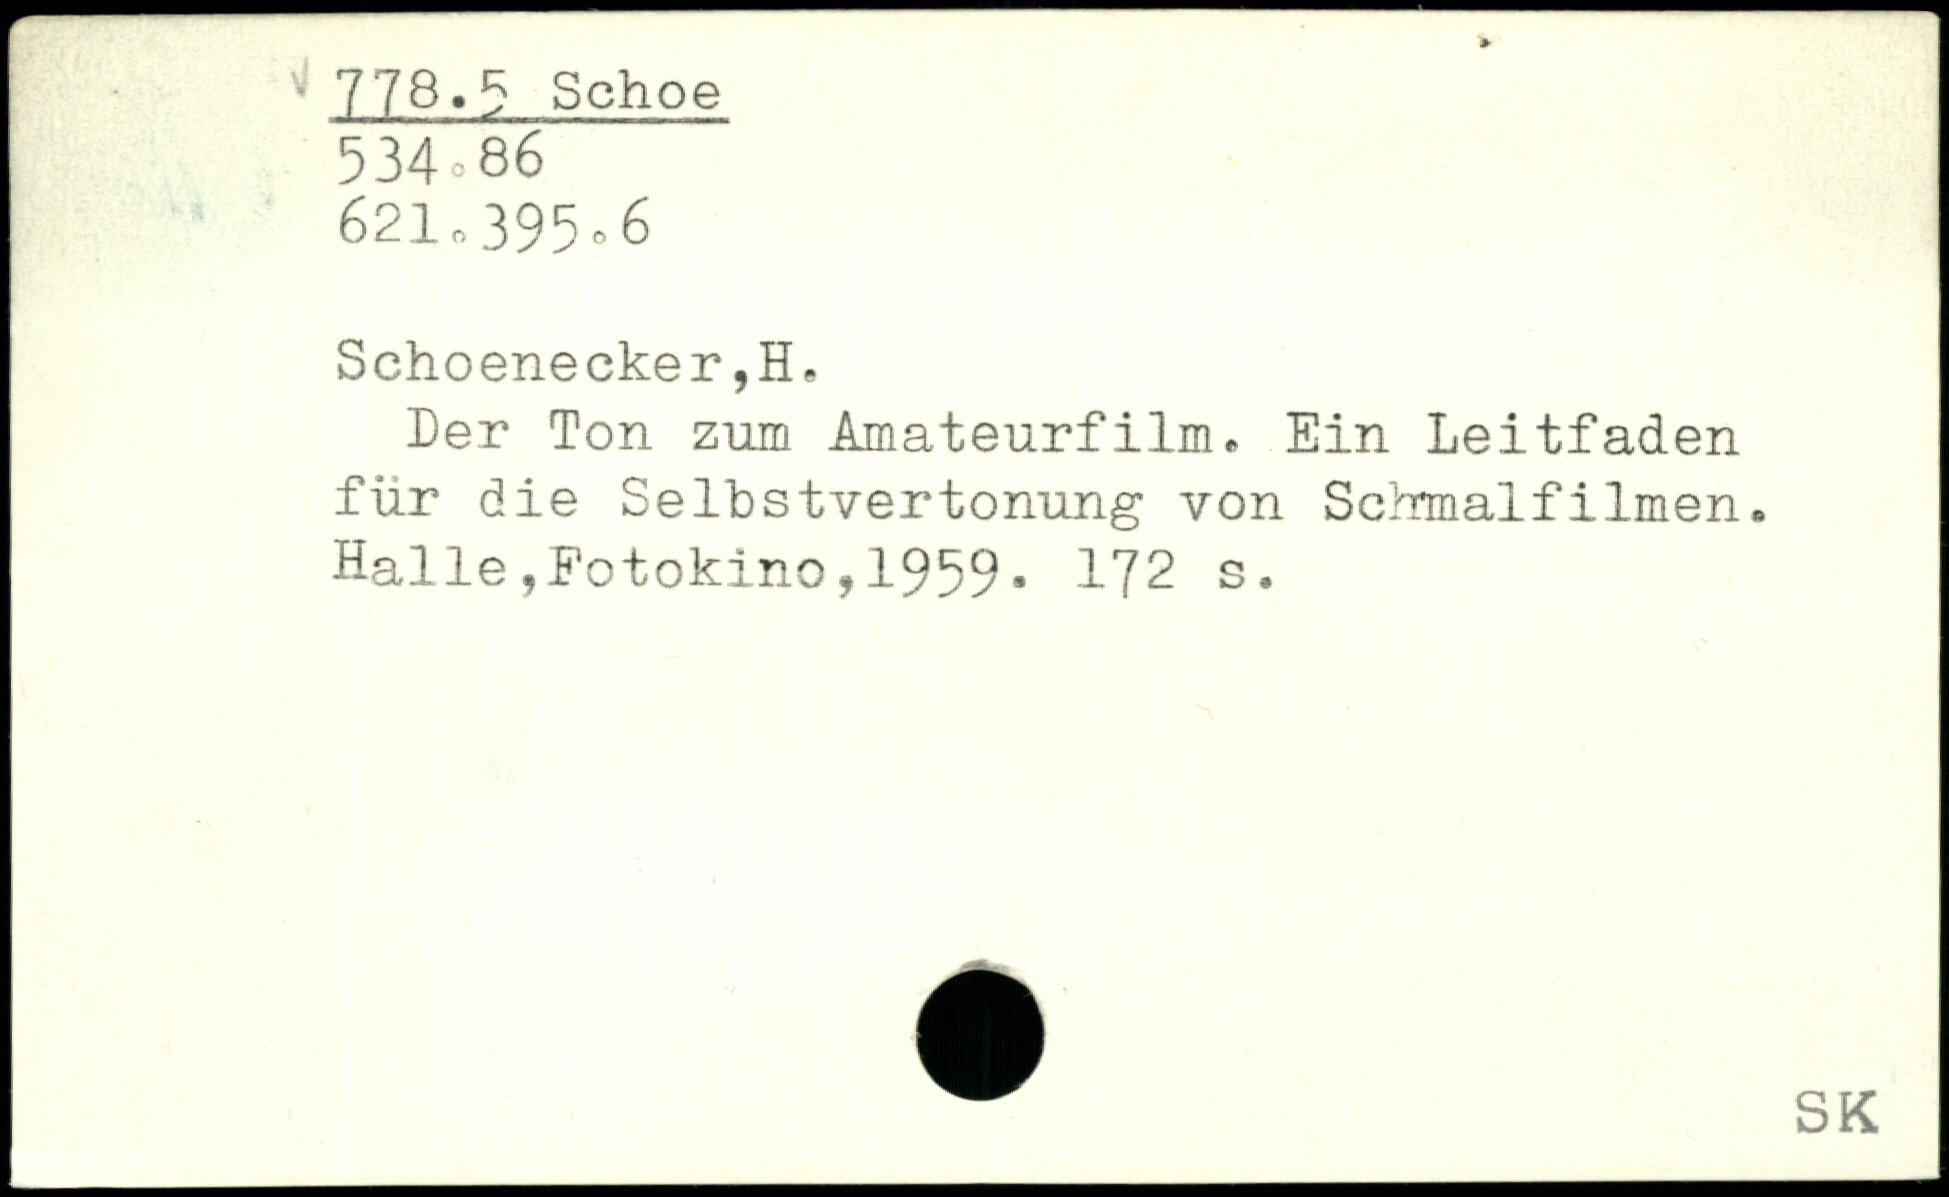 778.5 Schoe
534.86
621.395.6
Schoenecker,H.
Der Ton zum Amateurfilm. Ein Leitfaden
für die Selbstvertonung von Schmalfilmen.
Halle,Fotokino,1959. 172 s.
SK